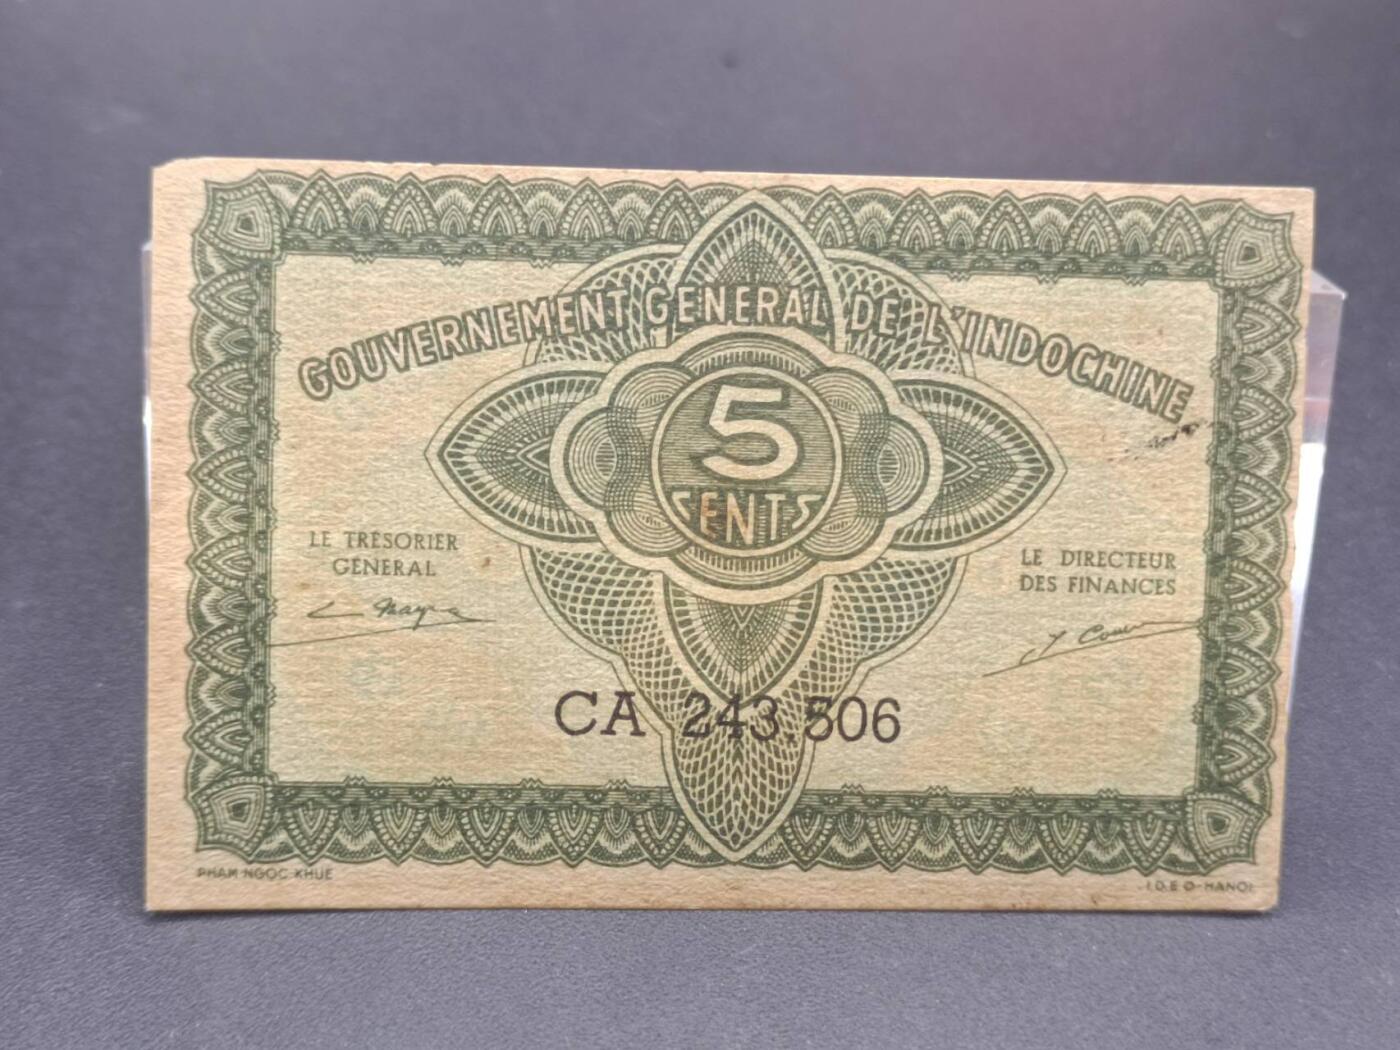 GOUVERNEMENT GENERAL DE L'INDOCHINE
5
CENTS
LE TRÉSORIER
GENERAL
LE DIRECTEUR
DES FINANCES
CA 243.506
PHAM NGOC KHUE
I.D.E.O-HANOI